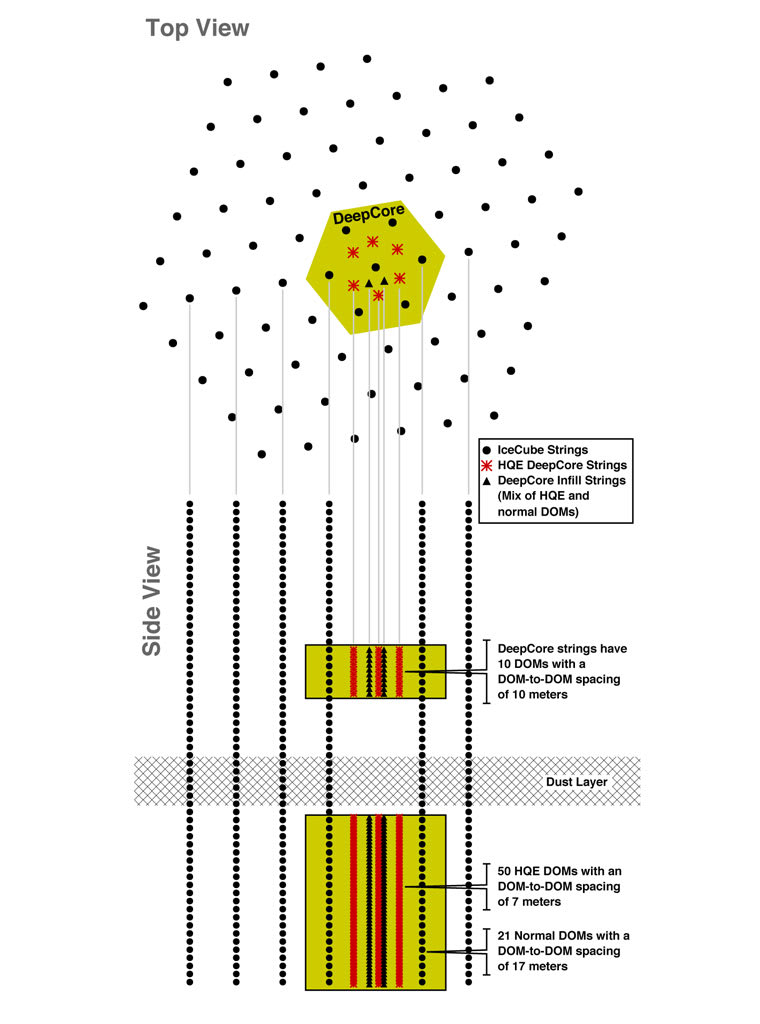 Top View
DeepCore
IceCube Strings
HQE DeepCore Strings
DeepCore Infill Strings
(Mix of HQE and
normal DOMs)
Side View
DeepCore strings have
10 DOMs with a
DOM-to-DOM spacing
of 10 meters
Dust Layer
50 HQE DOMs with an
DOM-to-DOM spacing
of 7 meters
21 Normal DOMs with a
DOM-to-DOM spacing
of 17 meters